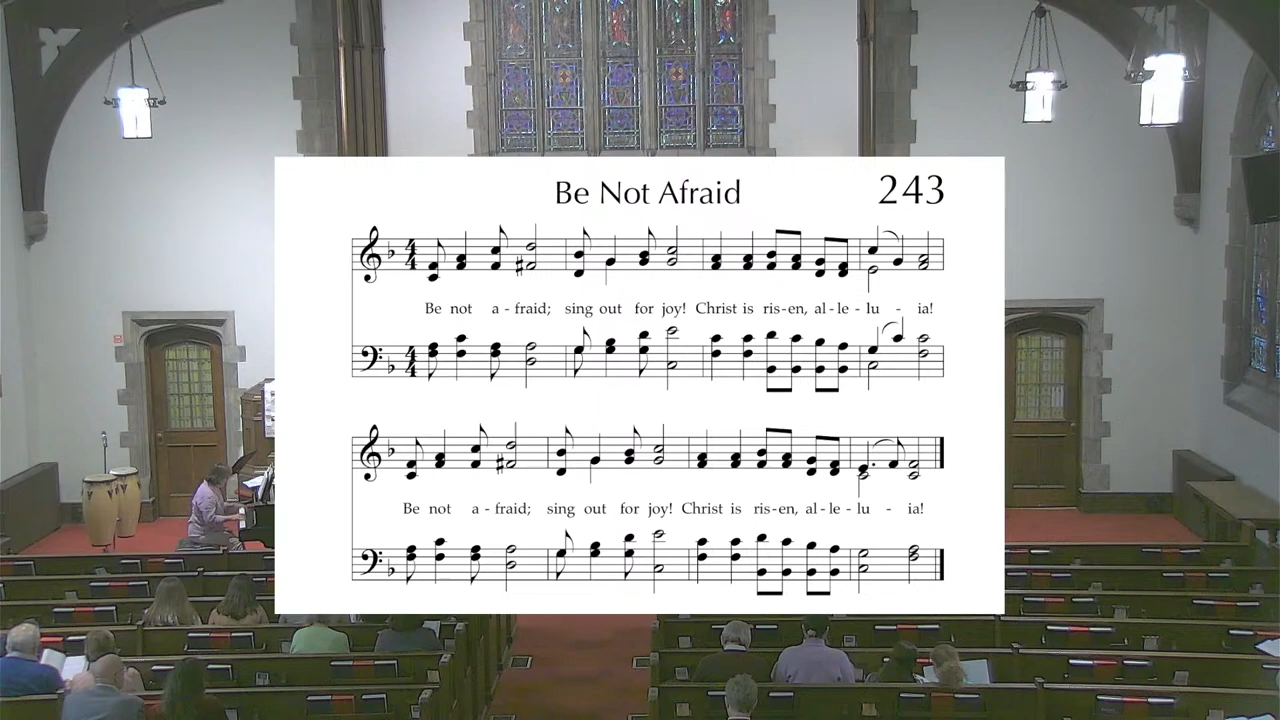 Be Not Afraid 243
Be not a - fraid; sing out for joy! Christ is ris - en, al - le - lu - ia!
Be not a - fraid; sing out for joy! Christ is ris - en, al - le - lu - ia!